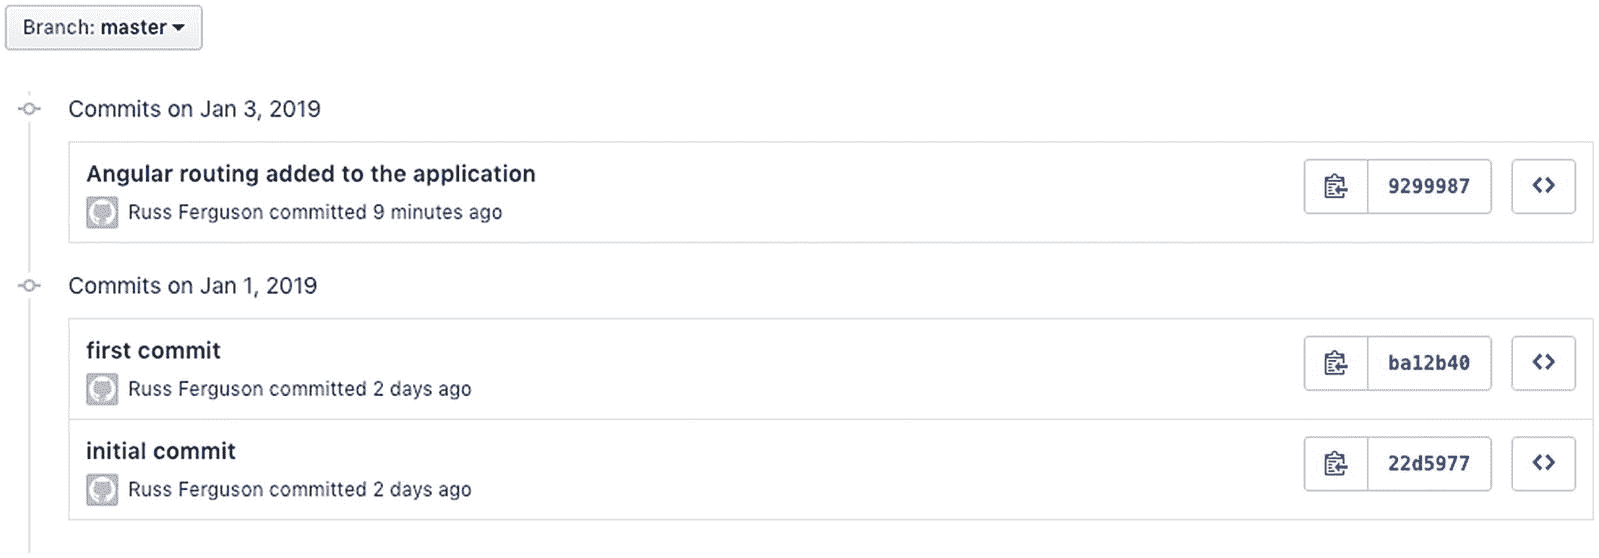 Branch: master
Commits on Jan 3, 2019
Angular routing added to the application
Russ Ferguson committed 9 minutes ago
9299987
Commits on Jan 1, 2019
first commit
Russ Ferguson committed 2 days ago
ba12b40
initial commit
Russ Ferguson committed 2 days ago
22d5977